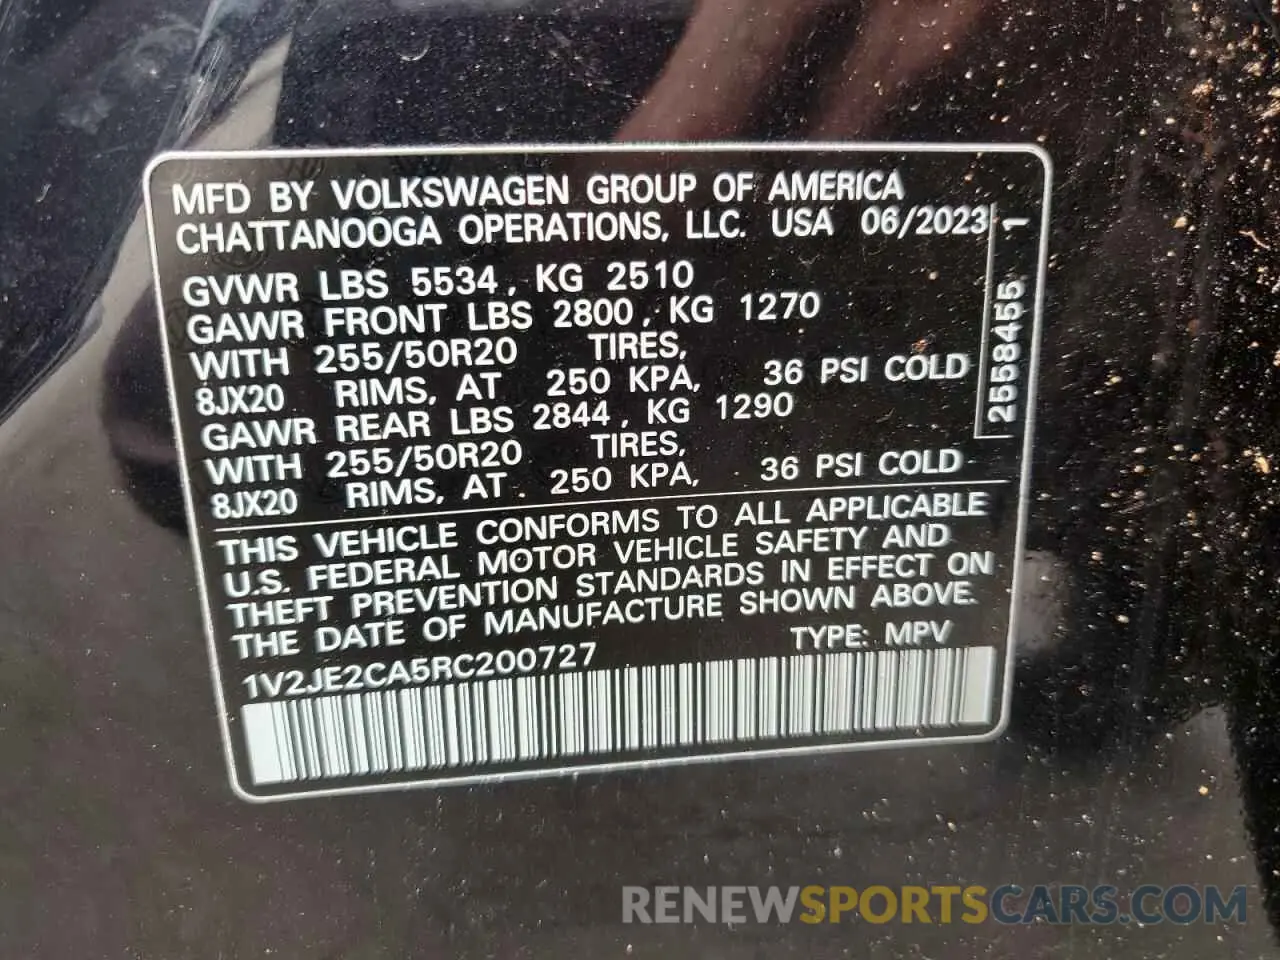 MFD BY VOLKSWAGEN GROUP OF AMERICA
CHATTANOOGA OPERATIONS, LLC. USA 06/2023
GVWR LBS 5534, KG 2510
GAWR FRONT LBS 2800, KG 1270
WITH 255/50R20 TIRES,
8JX20 RIMS, AT 250 KPA, 36 PSI COLD
GAWR REAR LBS 2844, KG 1290
WITH 255/50R20 TIRES,
8JX20 RIMS, AT 250 KPA, 36 PSI COLD
2558455 1
THIS VEHICLE CONFORMS TO ALL APPLICABLE
U.S. FEDERAL MOTOR VEHICLE SAFETY AND
THEFT PREVENTION STANDARDS IN EFFECT ON
THE DATE OF MANUFACTURE SHOWN ABOVE.
1V2JE2CA5RC200727 TYPE: MPV
RENEWSPORTSCARS.COM